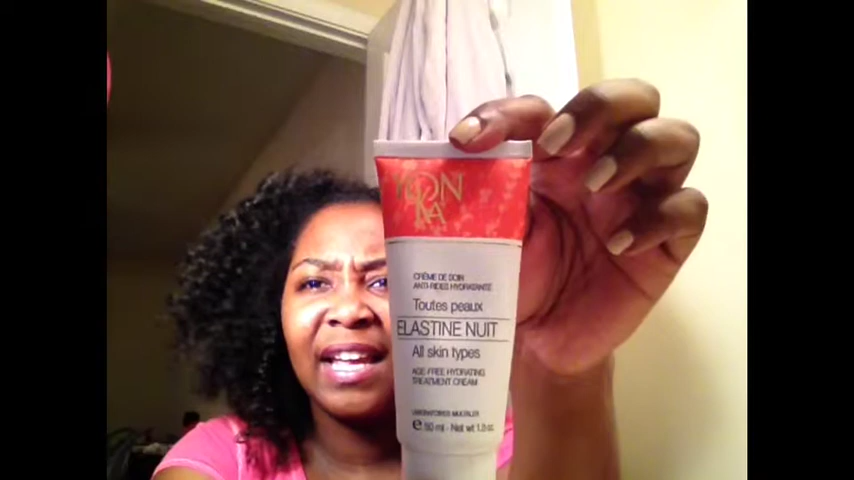 YON
KA
CRÈME DE SOIN
ANTI-RIDES HYDRATANTE
Toutes peaux
ELASTINE NUIT
All skin types
AGE-FREE HYDRATING
TREATMENT CREAM
LABORATOIRES MULTALER
e 50 ml - Net wt 1.8 oz.